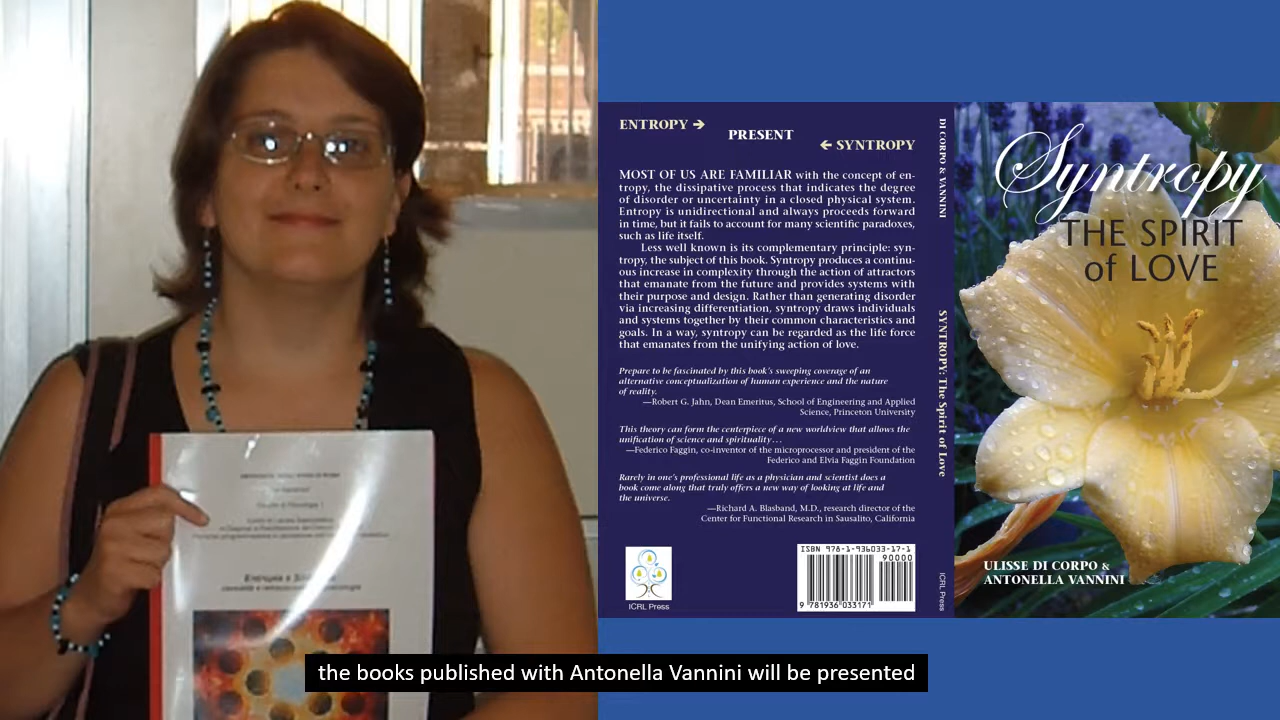 ENTROPY →
PRESENT
← SYNTROPY
MOST OF US ARE FAMILIAR with the concept of en-
tropy, the dissipative process that indicates the degree
of disorder or uncertainty in a closed physical system.
Entropy is unidirectional and always proceeds forward
in time, but it fails to account for many scientific paradoxes,
such as life itself.
Less well known is its complementary principle: syn-
tropy, the subject of this book. Syntropy produces a continu-
ous increase in complexity through the action of attractors
that emanate from the future and provides systems with
their purpose and design. Rather than generating disorder
via increasing differentiation, syntropy draws individuals
and systems together by their common characteristics and
goals. In a way, syntropy can be regarded as the life force
that emanates from the unifying action of love.
Prepare to be fascinated by this book's sweeping coverage of an
alternative conceptualization of human experience and the nature
of reality.
—Robert G. Jahn, Dean Emeritus, School of Engineering and Applied
Science, Princeton University
This theory can form the centerpiece of a new worldview that allows the
unification of science and spirituality...
—Federico Faggin, co-inventor of the microprocessor and president of the
Federico and Elvia Faggin Foundation
Rarely in one's professional life as a physician and scientist does a
book come along that truly offers a new way of looking at life and
the universe.
—Richard A. Blasband, M.D., research director of the
Center for Functional Research in Sausalito, California
ICRL Press
ISBN 978-1-936033-17-1
90000
9 781936 033171
DI CORPO & VANNINI
SYNTROPY: The Spirit of Love
ICRL Press
Syntropy
THE SPIRIT
of LOVE
ULISSE DI CORPO &
ANTONELLA VANNINI
the books published with Antonella Vannini will be presented